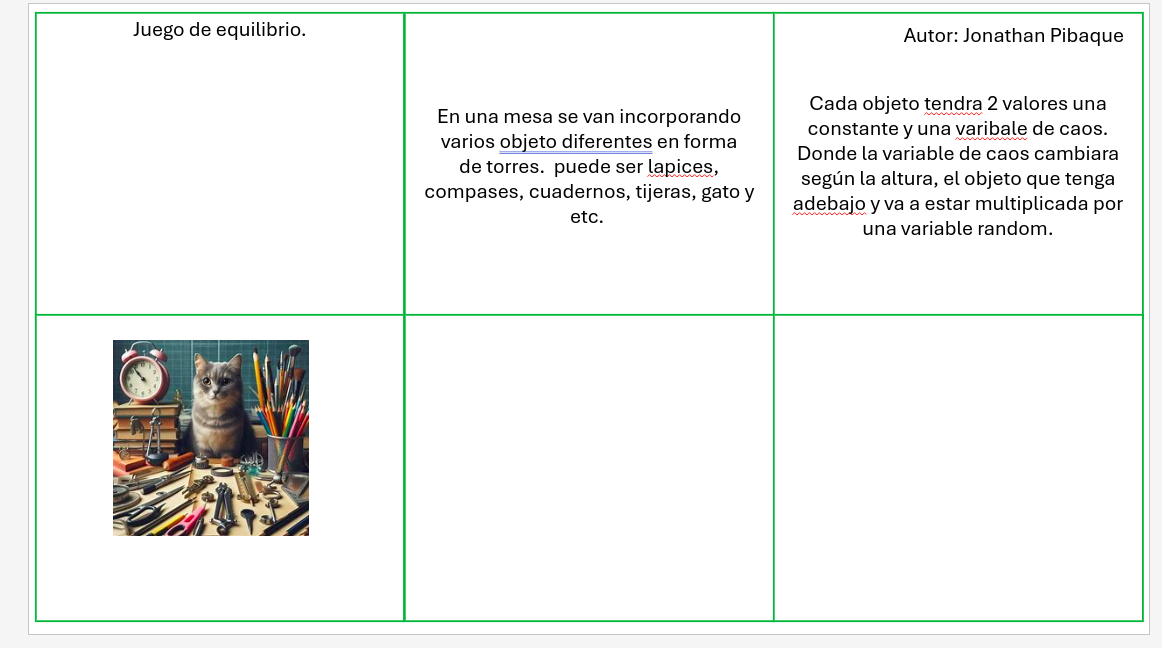 Juego de equilibrio.
En una mesa se van incorporando
varios objeto diferentes en forma
de torres.  puede ser lapices,
compases, cuadernos, tijeras, gato y
etc.
Autor: Jonathan Pibaque
Cada objeto tendra 2 valores una
constante y una varibale de caos.
Donde la variable de caos cambiara
según la altura, el objeto que tenga
adebajo y va a estar multiplicada por
una variable random.